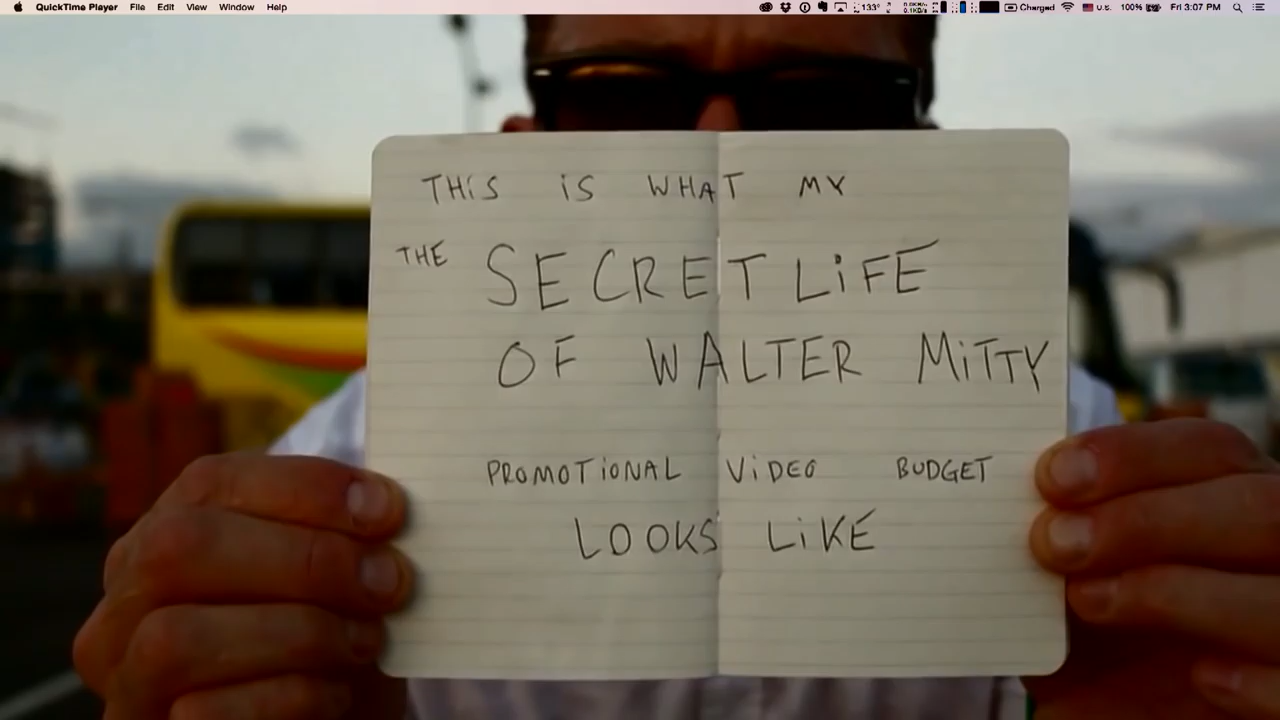 QuickTime Player File Edit View Window Help 133° Charged U.S. 100% Fri 3:07 PM
THiS iS WHAT MY
THE SECRET LiFE
OF WALTER MiTTY
PROMOTiONAL ViDEO BUDGET
LOOKS LiKE